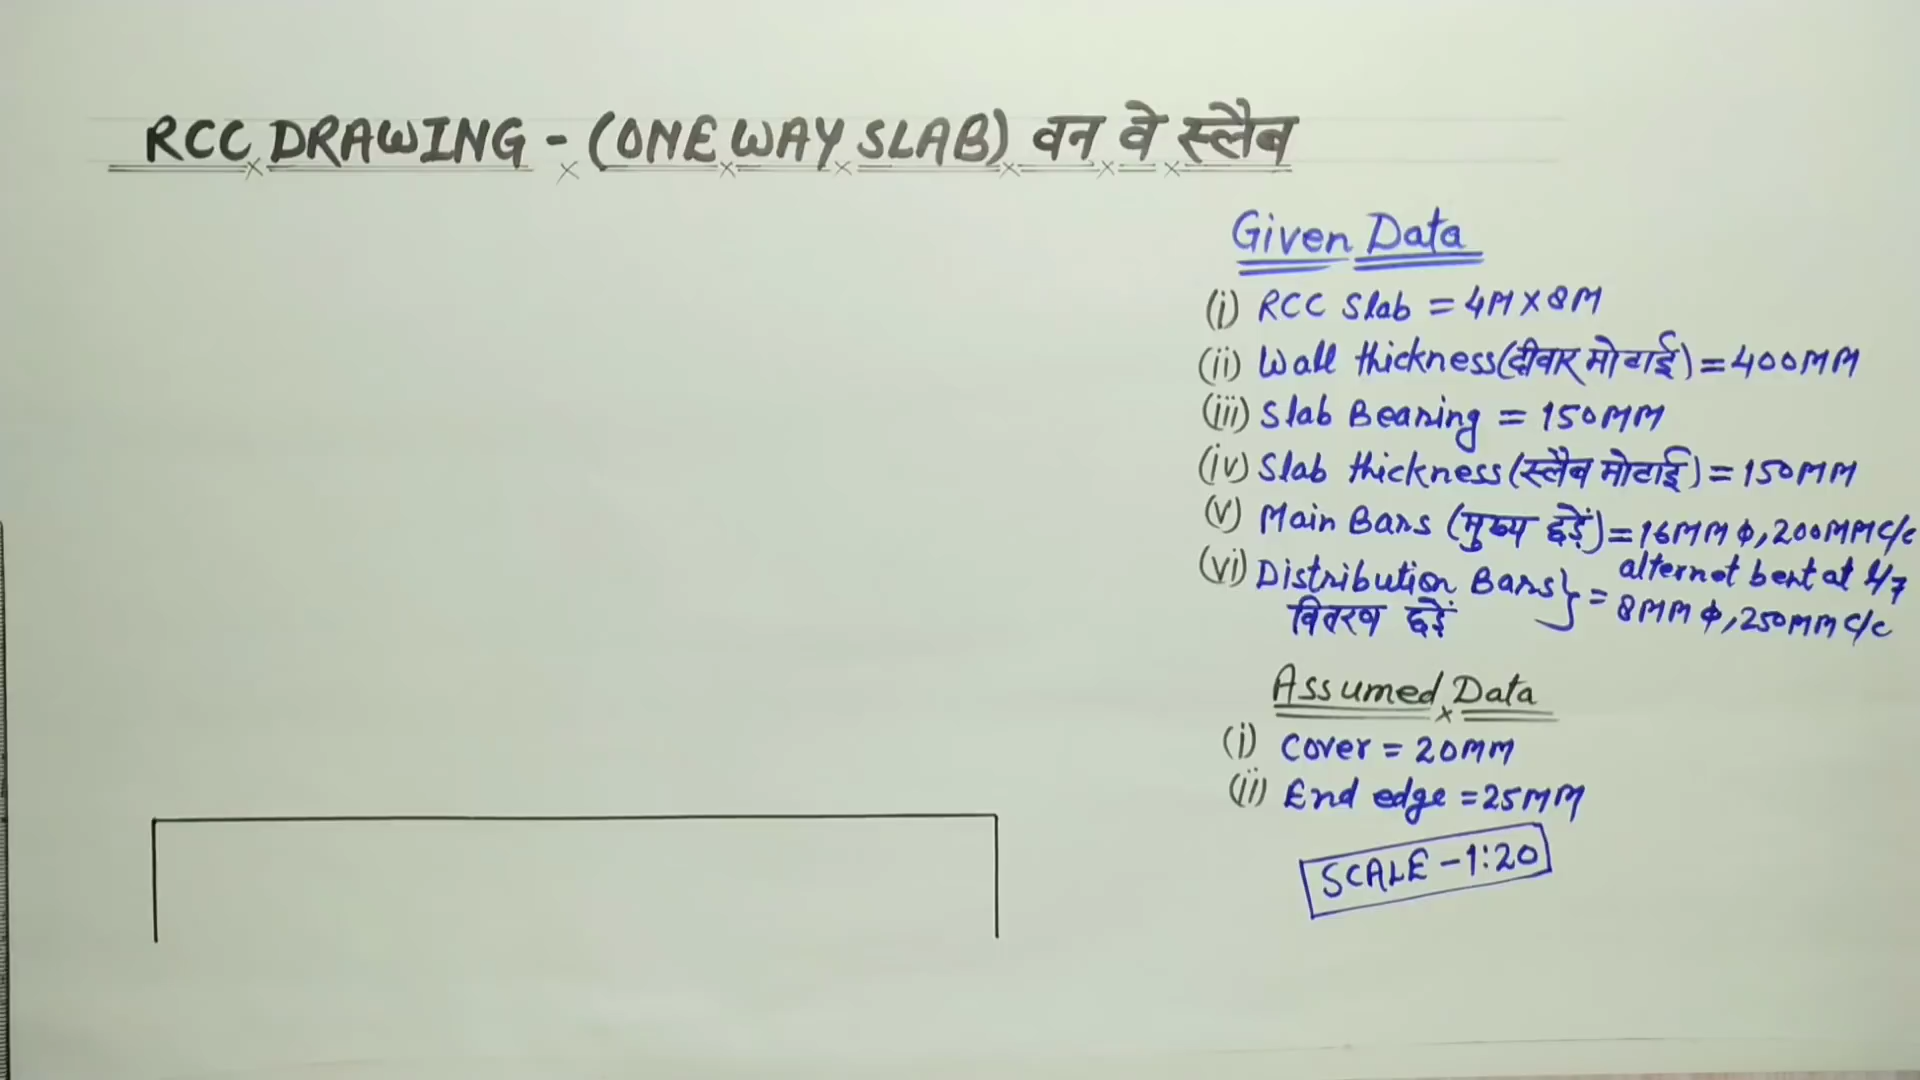 RCC DRAWING - (ONE WAY SLAB) वन वे स्लैब
Given Data
(i) RCC Slab = 4M X 8M
(ii) Wall thickness (दीवार मोटाई) = 400MM
(iii) Slab Bearing = 150MM
(iv) Slab thickness (स्लैब मोटाई) = 150MM
(v) Main Bars (मुख्य छड़ें) = 16MM ϕ, 200MM C/C
alternet bent at L/7
(vi) Distribution Bars} = 8MM ϕ, 250MM C/C
वितरण छड़ें
Assumed Data
(i) Cover = 20MM
(ii) End edge = 25MM
SCALE - 1:20